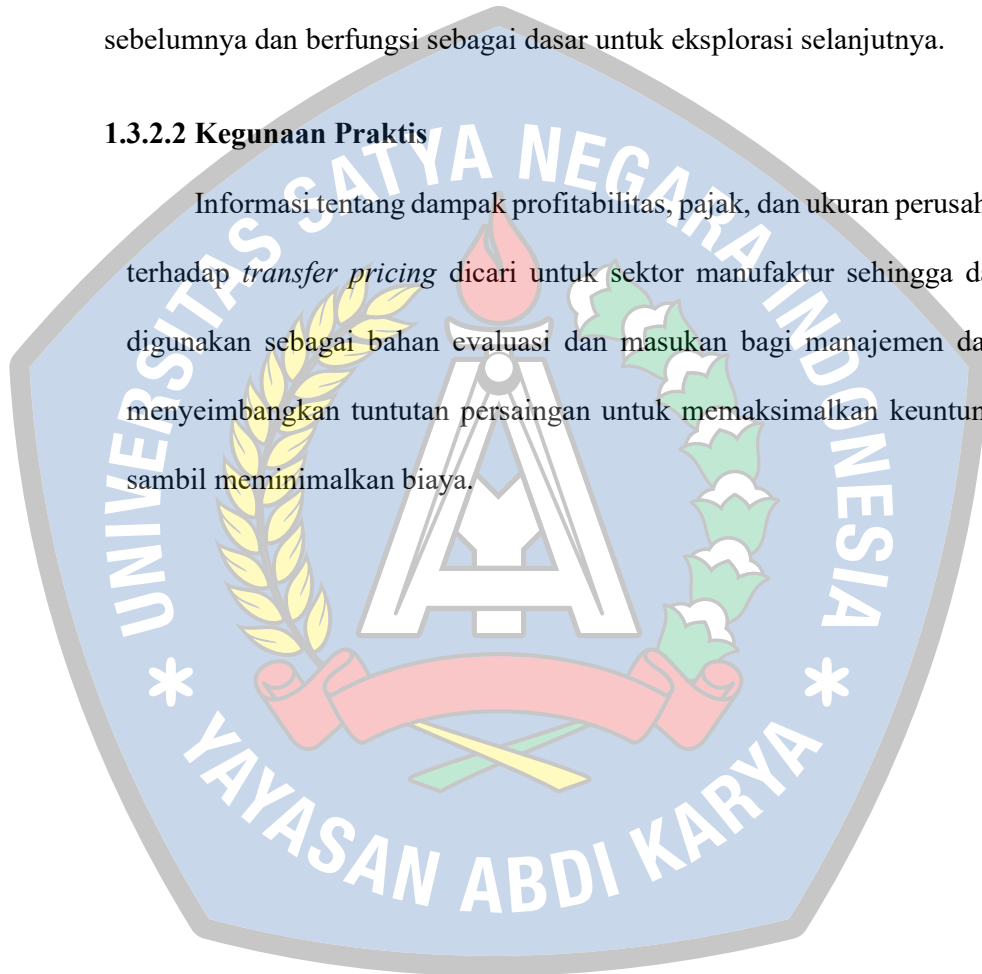 sebelumnya dan berfungsi sebagai dasar untuk eksplorasi selanjutnya.
1.3.2.2 Kegunaan Praktis
Informasi tentang dampak profitabilitas, pajak, dan ukuran perusah
terhadap transfer pricing dicari untuk sektor manufaktur sehingga da
digunakan sebagai bahan evaluasi dan masukan bagi manajemen da
menyeimbangkan tuntutan persaingan untuk memaksimalkan keuntun
sambil meminimalkan biaya.
UNIVERSITAS SATYA NEGARA INDONESIA
* YAYASAN ABDI KARYA *